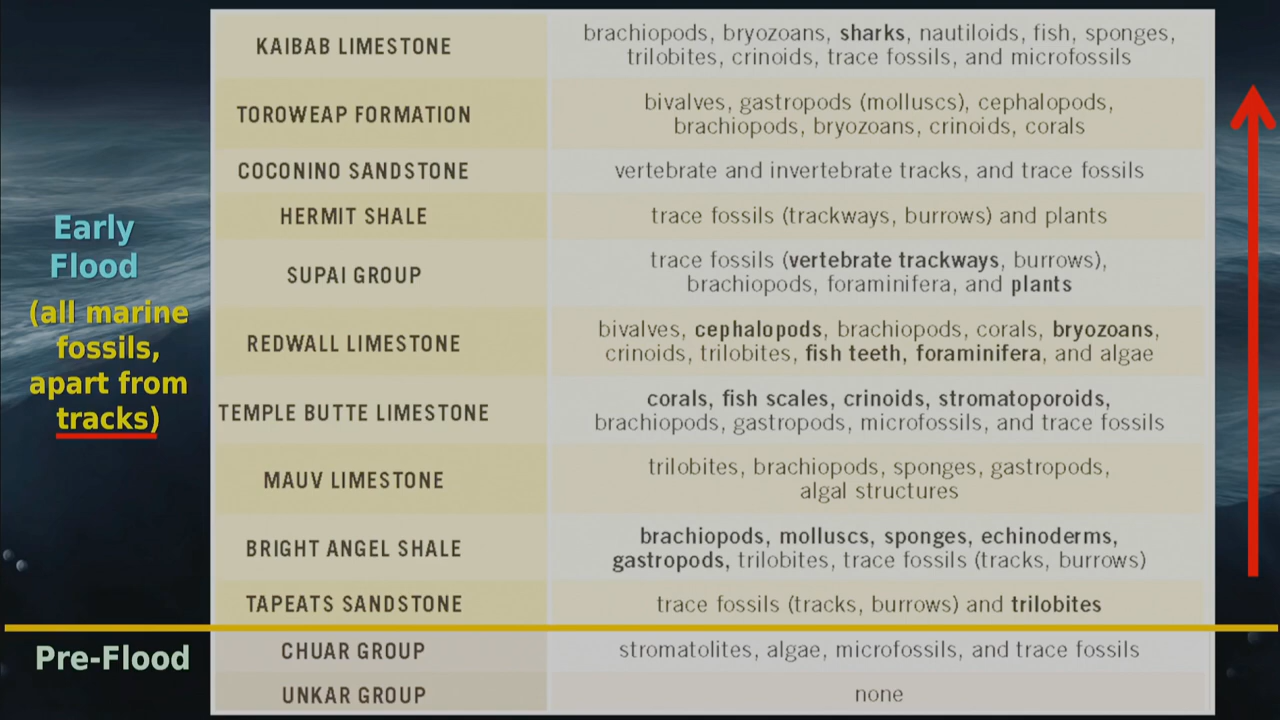 KAIBAB LIMESTONE
brachiopods, bryozoans, sharks, nautiloids, fish, sponges,
trilobites, crinoids, trace fossils, and microfossils
TOROWEAP FORMATION
bivalves, gastropods (molluscs), cephalopods,
brachiopods, bryozoans, crinoids, corals
COCONINO SANDSTONE
vertebrate and invertebrate tracks, and trace fossils
HERMIT SHALE
trace fossils (trackways, burrows) and plants
SUPAI GROUP
trace fossils (vertebrate trackways, burrows),
brachiopods, foraminifera, and plants
REDWALL LIMESTONE
bivalves, cephalopods, brachiopods, corals, bryozoans,
crinoids, trilobites, fish teeth, foraminifera, and algae
TEMPLE BUTTE LIMESTONE
corals, fish scales, crinoids, stromatoporoids,
brachiopods, gastropods, microfossils, and trace fossils
MAUV LIMESTONE
trilobites, brachiopods, sponges, gastropods,
algal structures
BRIGHT ANGEL SHALE
brachiopods, molluscs, sponges, echinoderms,
gastropods, trilobites, trace fossils (tracks, burrows)
TAPEATS SANDSTONE
trace fossils (tracks, burrows) and trilobites
CHUAR GROUP
stromatolites, algae, microfossils, and trace fossils
UNKAR GROUP
none
Early
Flood
(all marine
fossils,
apart from
tracks)
Pre-Flood